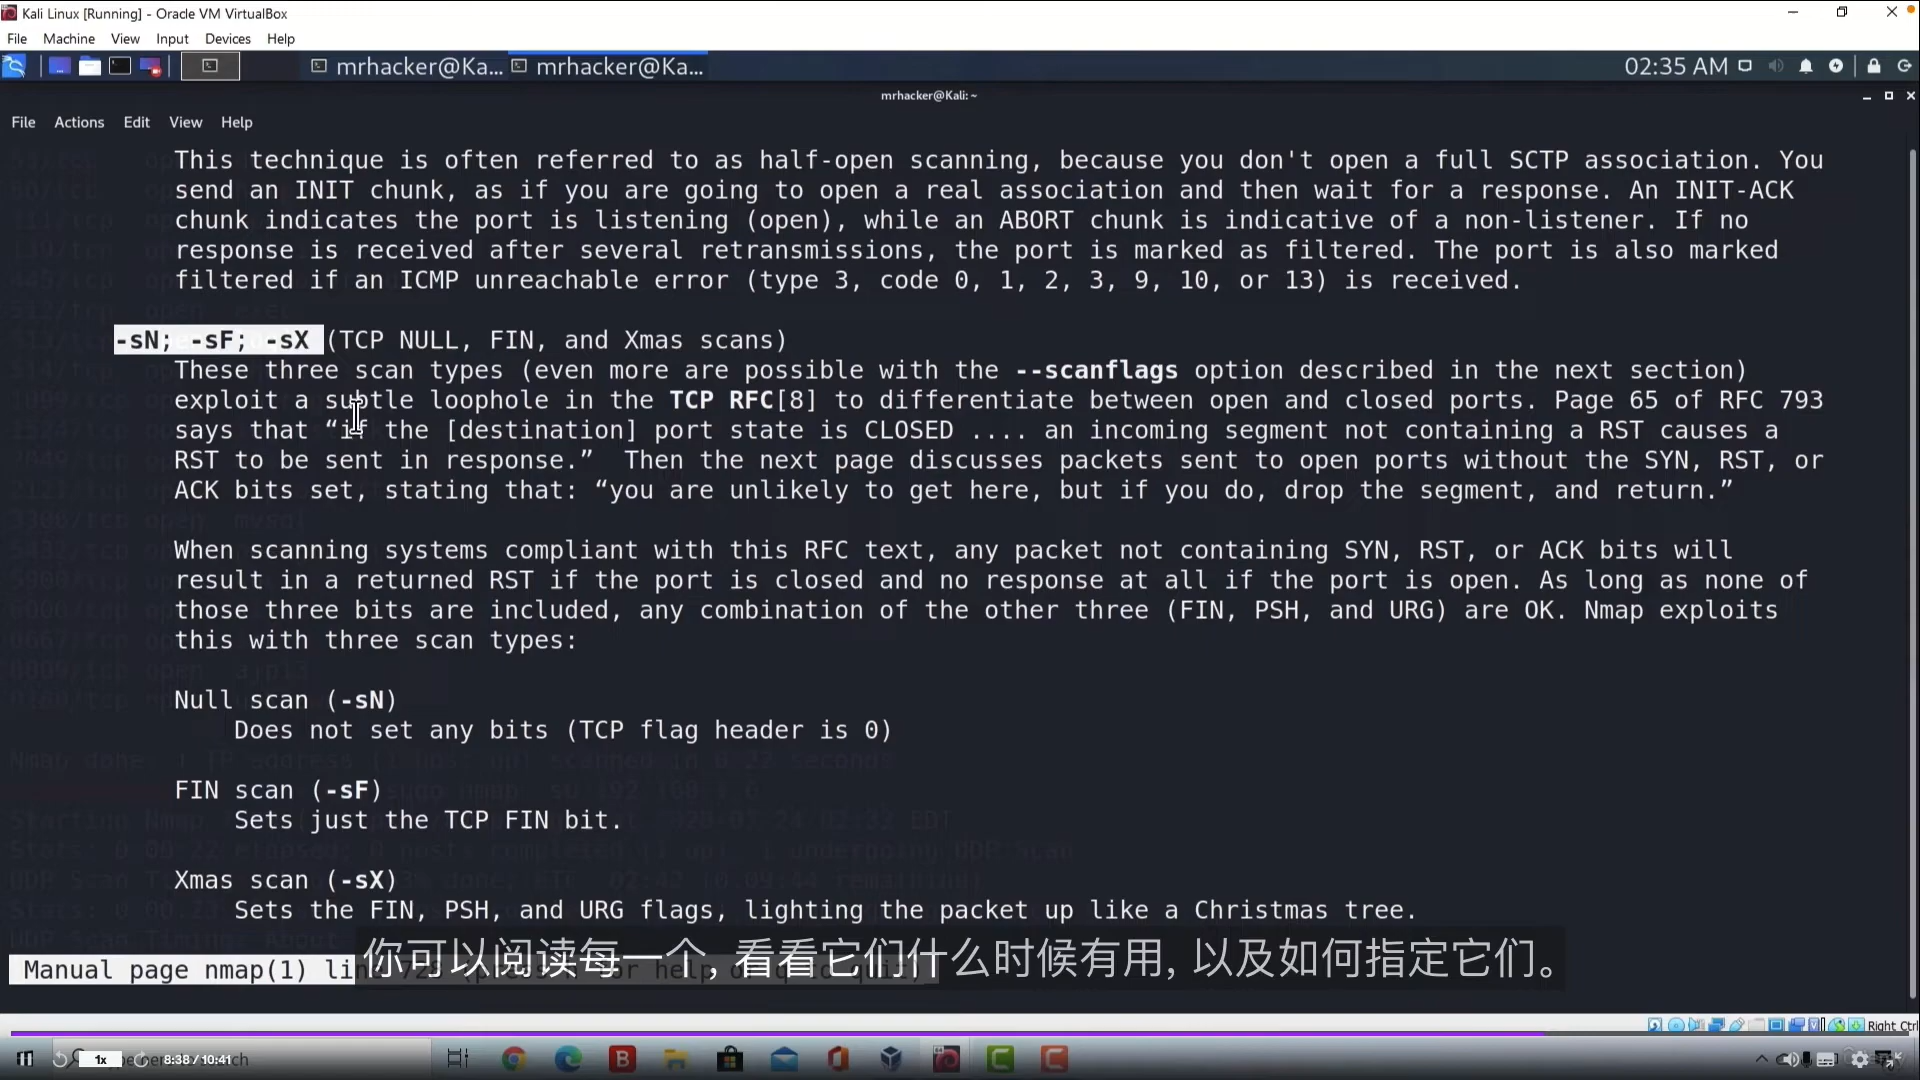 Kali Linux [Running] - Oracle VM VirtualBox
File Machine View Input Devices Help
mrhacker@Ka... mrhacker@Ka... 02:35 AM
mrhacker@Kali: ~
File Actions Edit View Help
This technique is often referred to as half-open scanning, because you don't open a full SCTP association. You
send an INIT chunk, as if you are going to open a real association and then wait for a response. An INIT-ACK
chunk indicates the port is listening (open), while an ABORT chunk is indicative of a non-listener. If no
response is received after several retransmissions, the port is marked as filtered. The port is also marked
filtered if an ICMP unreachable error (type 3, code 0, 1, 2, 3, 9, 10, or 13) is received.
-sN; -sF; -sX (TCP NULL, FIN, and Xmas scans)
These three scan types (even more are possible with the --scanflags option described in the next section)
exploit a subtle loophole in the TCP RFC[8] to differentiate between open and closed ports. Page 65 of RFC 793
says that “if the [destination] port state is CLOSED .... an incoming segment not containing a RST causes a
RST to be sent in response.” Then the next page discusses packets sent to open ports without the SYN, RST, or
ACK bits set, stating that: “you are unlikely to get here, but if you do, drop the segment, and return.”
When scanning systems compliant with this RFC text, any packet not containing SYN, RST, or ACK bits will
result in a returned RST if the port is closed and no response at all if the port is open. As long as none of
those three bits are included, any combination of the other three (FIN, PSH, and URG) are OK. Nmap exploits
this with three scan types:
Null scan (-sN)
Does not set any bits (TCP flag header is 0)
FIN scan (-sF)
Sets just the TCP FIN bit.
Xmas scan (-sX)
Sets the FIN, PSH, and URG flags, lighting the packet up like a Christmas tree.
你可以阅读每一个, 看看它们什么时候有用, 以及如何指定它们。
Manual page nmap(1) line 728 (press h for help or q to quit)
Right Ctrl
1x 8:38 / 10:41